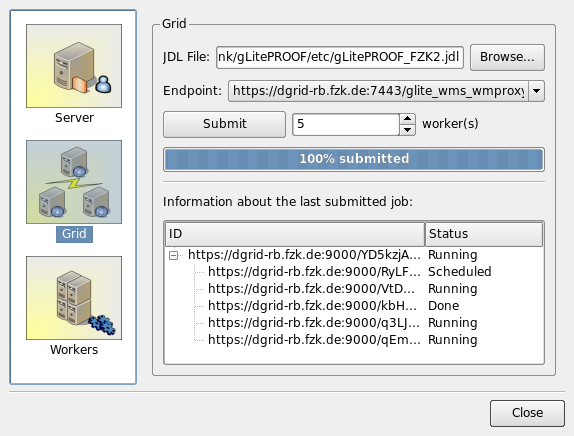 Server
Grid
Workers
Grid
JDL File: nk/gLitePROOF/etc/gLitePROOF_FZK2.jdl Browse...
Endpoint: https://dgrid-rb.fzk.de:7443/glite_wms_wmproxy
Submit 5 worker(s)
100% submitted
Information about the last submitted job:
ID Status
https://dgrid-rb.fzk.de:9000/YD5kzjA... Running
https://dgrid-rb.fzk.de:9000/RyLF... Scheduled
https://dgrid-rb.fzk.de:9000/VtD... Running
https://dgrid-rb.fzk.de:9000/kbH... Done
https://dgrid-rb.fzk.de:9000/q3LJ... Running
https://dgrid-rb.fzk.de:9000/qEm... Running
Close